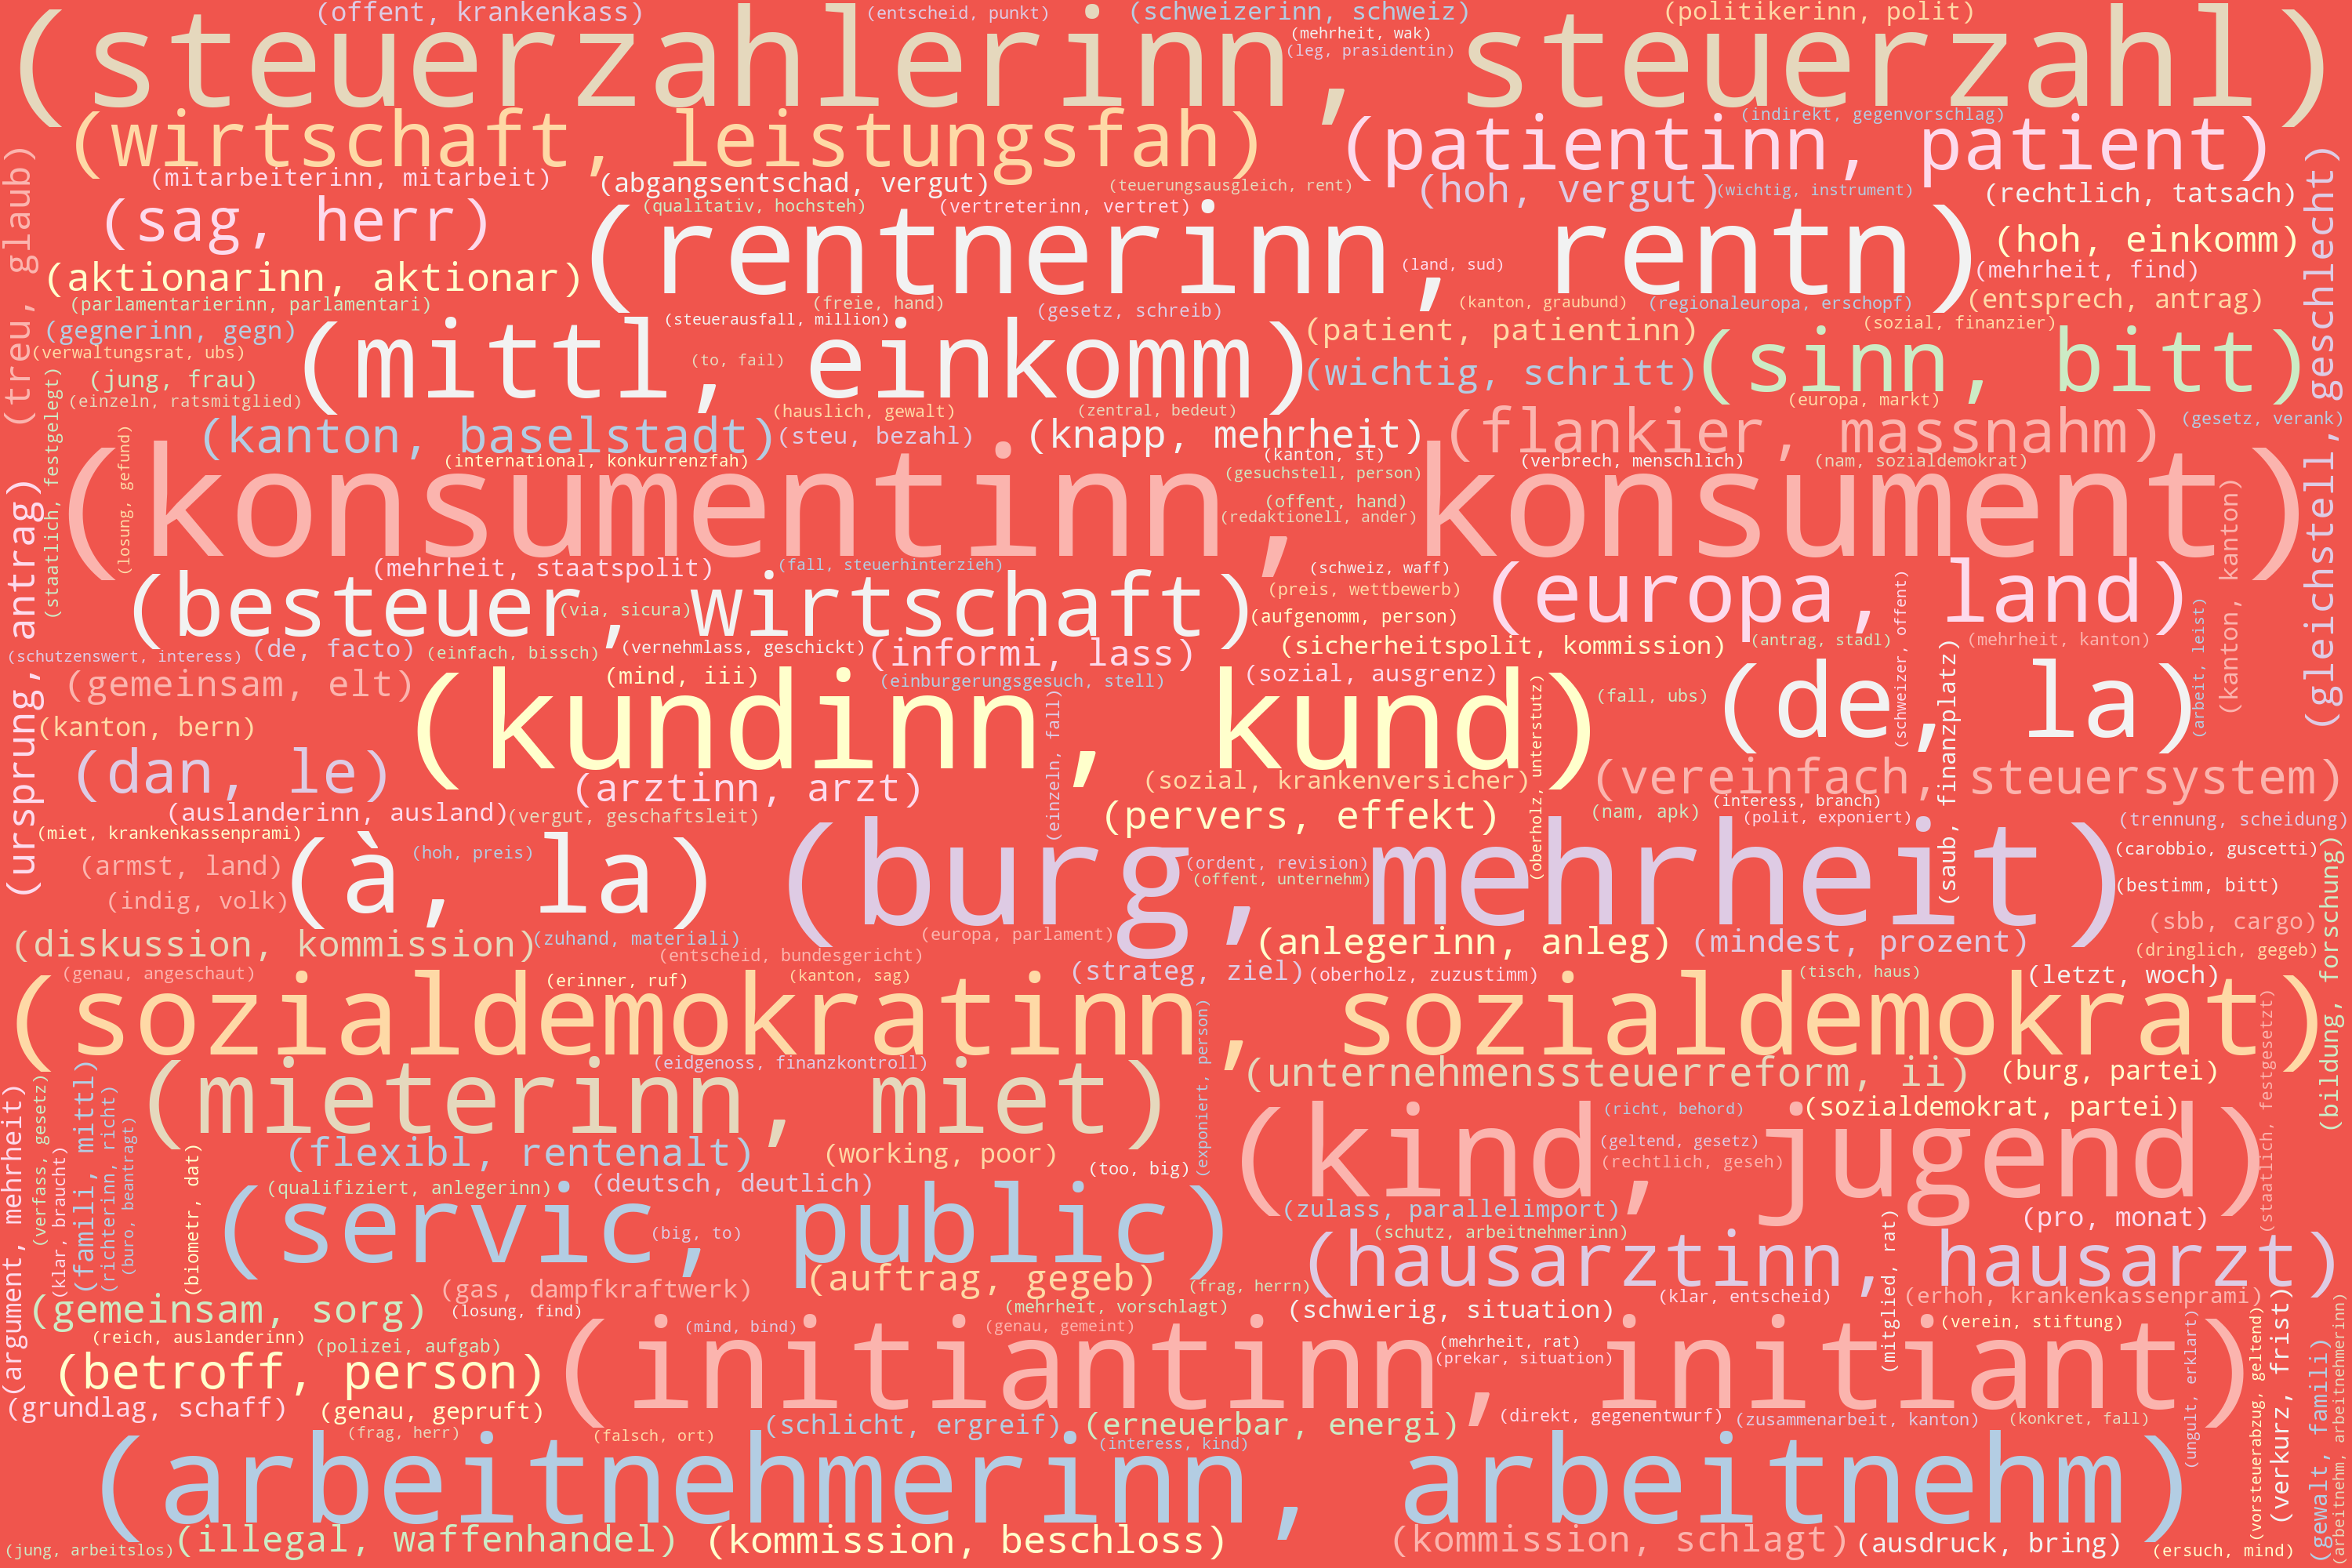 (offent, krankenkass)
(entscheid, punkt)
(schweizerinn, schweiz)
(politikerinn, polit)
(steuerzahlerinn, steuerzahl)
(mehrheit, wak)
(leg, prasidentin)
(wirtschaft, leistungsfah)
(indirekt, gegenvorschlag)
(patientinn, patient)
(mitarbeiterinn, mitarbeit)
(abgangsentschad, vergut)
(teuerungsausgleich, rent)
(hoh, vergut)
(wichtig, instrument)
(rechtlich, tatsach)
(treu, glaub)
(sag, herr)
(qualitativ, hochsteh)
(vertreterinn, vertret)
(rentnerinn, rentn)
(hoh, einkomm)
(gleichstell, geschlecht)
(aktionarinn, aktionar)
(land, sud)
(mehrheit, find)
(parlamentarierinn, parlamentari)
(freie, hand)
(gesetz, schreib)
(kanton, graubund)
(regionaleuropa, erschopf)
(entsprech, antrag)
(gegnerinn, gegn)
(steuerausfall, million)
(patient, patientinn)
(sozial, finanzier)
(verwaltungsrat, ubs)
(mittl, einkomm)
(to, fail)
(sinn, bitt)
(jung, frau)
(wichtig, schritt)
(einzeln, ratsmitglied)
(staatlich, festgelegt)
(hauslich, gewalt)
(zentral, bedeut)
(europa, markt)
(kanton, baselstadt)
(steu, bezahl)
(knapp, mehrheit)
(flankier, massnahm)
(gesetz, verank)
(losung, gefund)
(international, konkurrenzfah)
(kanton, st)
(gesuchstell, person)
(verbrech, menschlich)
(nam, sozialdemokrat)
(konsumentinn, konsument)
(offent, hand)
(redaktionell, ander)
(kanton, kanton)
(ursprung, antrag)
(mehrheit, staatspolit)
(fall, steuerhinterzieh)
(schweiz, waff)
(besteuer, wirtschaft)
(via, sicura)
(preis, wettbewerb)
(aufgenomm, person)
(europa, land)
(schweizer, offent)
(arbeit, leist)
(schutzenswert, interess)
(de, facto)
(einfach, bissch)
(vernehmlass, geschickt)
(informi, lass)
(sicherheitspolit, kommission)
(antrag, stadl)
(mehrheit, kanton)
(gemeinsam, elt)
(mind, iii)
(einburgerungsgesuch, stell)
(sozial, ausgrenz)
(kundinn, kund)
(fall, ubs)
(de, la)
(saub, finanzplatz)
(oberholz, unterstutz)
(kanton, bern)
(einzeln, fall)
(dan, le)
(arztinn, arzt)
(sozial, krankenversicher)
(vereinfach, steuersystem)
(auslanderinn, ausland)
(vergut, geschaftsleit)
(pervers, effekt)
(nam, apk)
(interess, branch)
(polit, exponiert)
(trennung, scheidung)
(miet, krankenkassenprami)
(armst, land)
(à, la)
(hoh, preis)
(burg, mehrheit)
(ordent, revision)
(offent, unternehm)
(carobbio, guscetti)
(bestimm, bitt)
(bildung, forschung)
(indig, volk)
(sbb, cargo)
(diskussion, kommission)
(zuhand, materiali)
(europa, parlament)
(anlegerinn, anleg)
(mindest, prozent)
(dringlich, gegeb)
(entscheid, bundesgericht)
(genau, angeschaut)
(erinner, ruf)
(kanton, sag)
(strateg, ziel)
(oberholz, zuzustimm)
(tisch, haus)
(letzt, woch)
(sozialdemokratinn, sozialdemokrat)
(exponiert, person)
(staatlich, festgesetzt)
(eidgenoss, finanzkontroll)
(mieterinn, miet)
(unternehmenssteuerreform, ii)
(burg, partei)
(argument, mehrheit)
(verfass, gesetz)
(klar, braucht)
(famili, mittl)
(richterinn, richt)
(buro, beantragt)
(biometr, dat)
(richt, behord)
(sozialdemokrat, partei)
(kind, jugend)
(geltend, gesetz)
(rechtlich, geseh)
(flexibl, rentenalt)
(working, poor)
(too, big)
(qualifiziert, anlegerinn)
(deutsch, deutlich)
(servic, public)
(big, to)
(zulass, parallelimport)
(pro, monat)
(schutz, arbeitnehmerinn)
(mitglied, rat)
(hausarztinn, hausarzt)
(gas, dampfkraftwerk)
(auftrag, gegeb)
(frag, herrn)
(klar, entscheid)
(erhoh, krankenkassenprami)
(gemeinsam, sorg)
(losung, find)
(mehrheit, vorschlagt)
(schwierig, situation)
(verein, stiftung)
(reich, auslanderinn)
(polizei, aufgab)
(mind, bind)
(genau, gemeint)
(mehrheit, rat)
(prekar, situation)
(initiantinn, initiant)
(ungult, erklart)
(vorsteuerabzug, geltend)
(verkurz, frist)
(gewalt, famili)
(arbeitnehm, arbeitnehmerinn)
(betroff, person)
(grundlag, schaff)
(genau, gepruft)
(schlicht, ergreif)
(erneuerbar, energi)
(direkt, gegenentwurf)
(zusammenarbeit, kanton)
(konkret, fall)
(frag, herr)
(falsch, ort)
(interess, kind)
(arbeitnehmerinn, arbeitnehm)
(jung, arbeitslos)
(illegal, waffenhandel)
(kommission, beschloss)
(kommission, schlagt)
(ausdruck, bring)
(ersuch, mind)